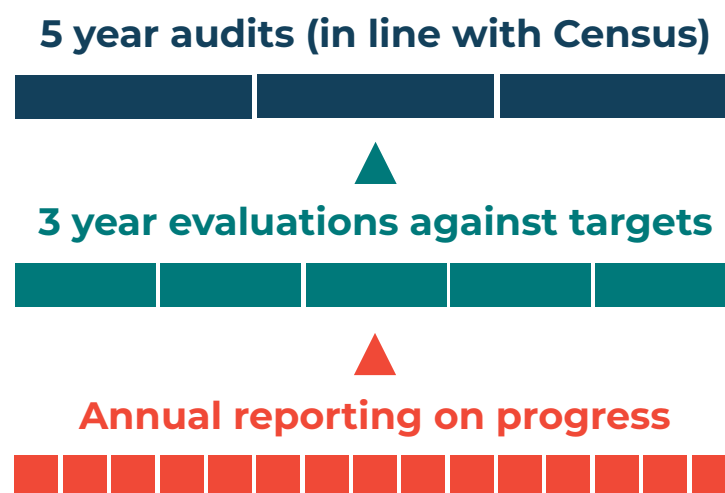 5 year audits (in line with Census)
3 year evaluations against targets
Annual reporting on progress